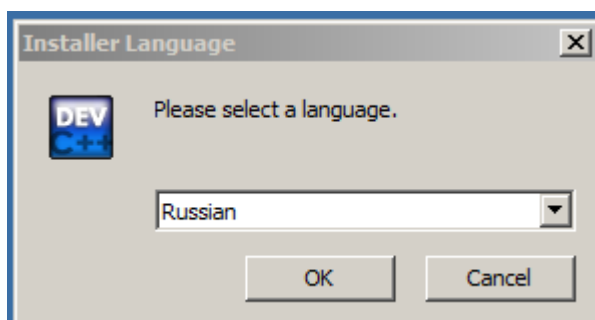 Installer Language
DEV
C++
Please select a language.
Russian
OK
Cancel